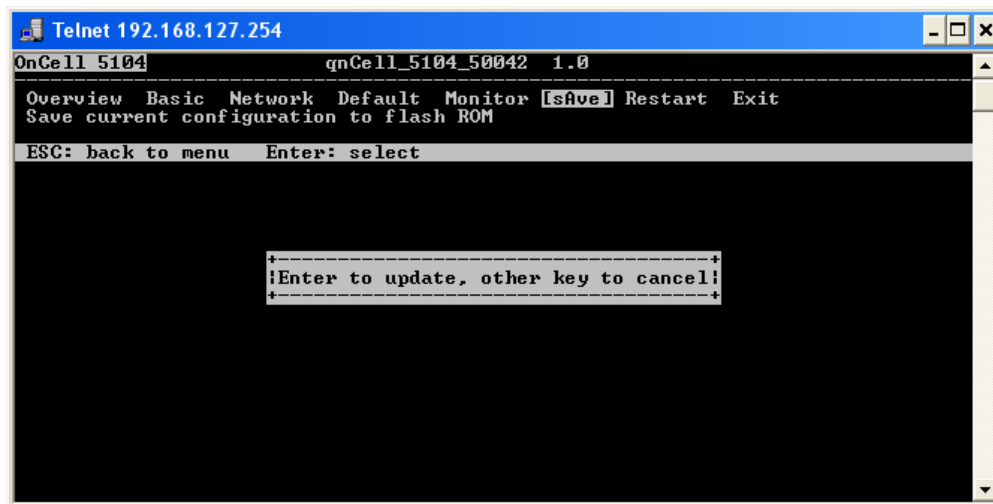 Telnet 192.168.127.254
OnCell 5104 qnCell_5104_50042 1.0
Overview Basic Network Default Monitor [sAve] Restart Exit
Save current configuration to flash ROM
ESC: back to menu Enter: select
Enter to update, other key to cancel